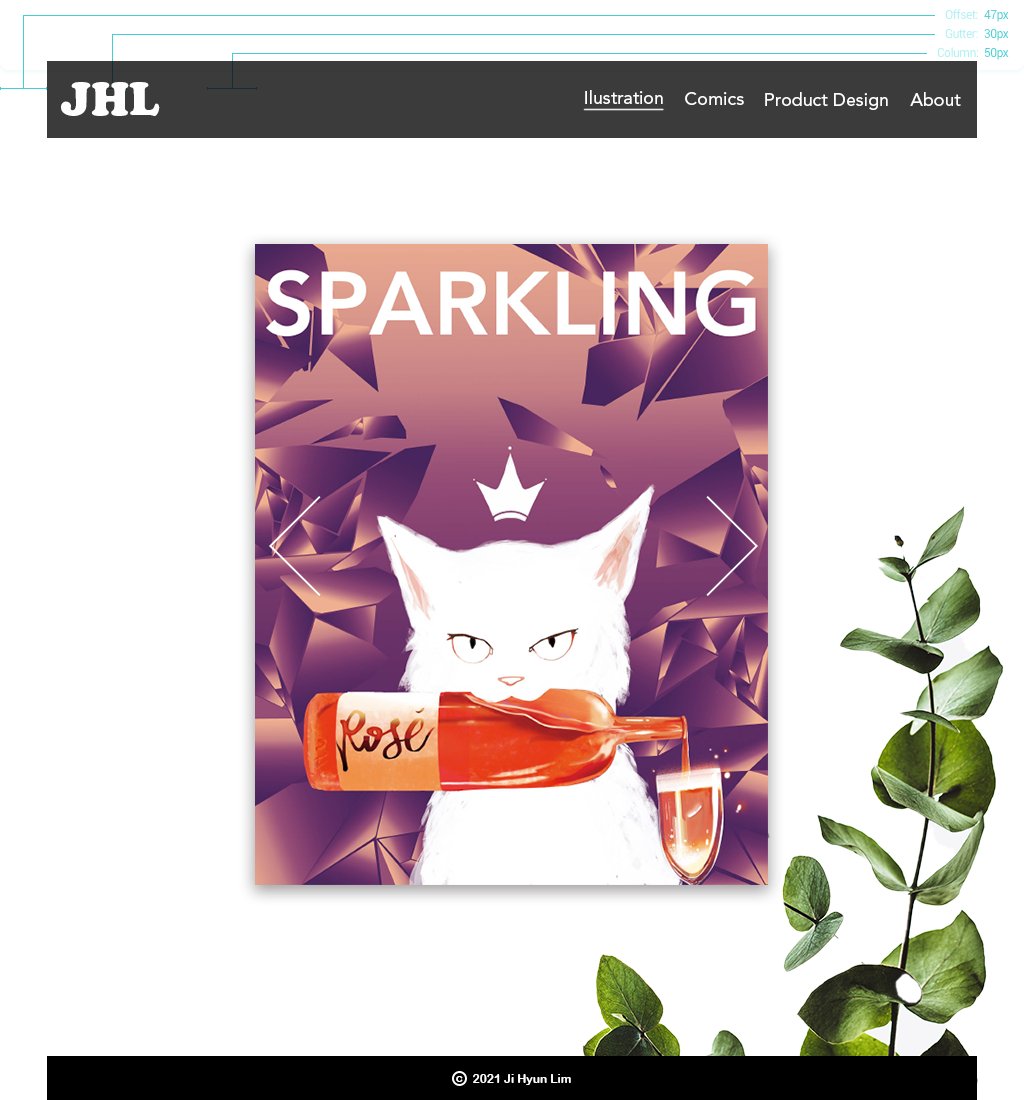 Offset: 47px
Gutter: 30px
Column: 50px
JHL
Ilustration Comics Product Design About
SPARKLING
Rosé
© 2021 Ji Hyun Lim